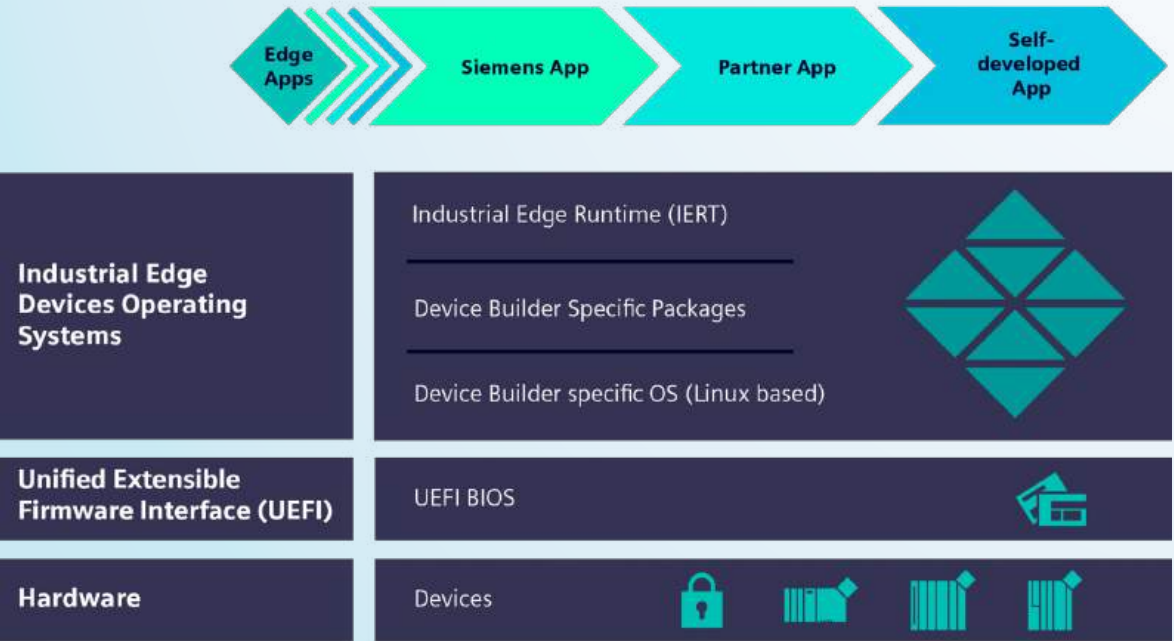 Edge
Apps
Siemens App
Partner App
Self-
developed
App
Industrial Edge
Devices Operating
Systems
Industrial Edge Runtime (IERT)
Device Builder Specific Packages
Device Builder specific OS (Linux based)
Unified Extensible
Firmware Interface (UEFI)
UEFI BIOS
Hardware
Devices